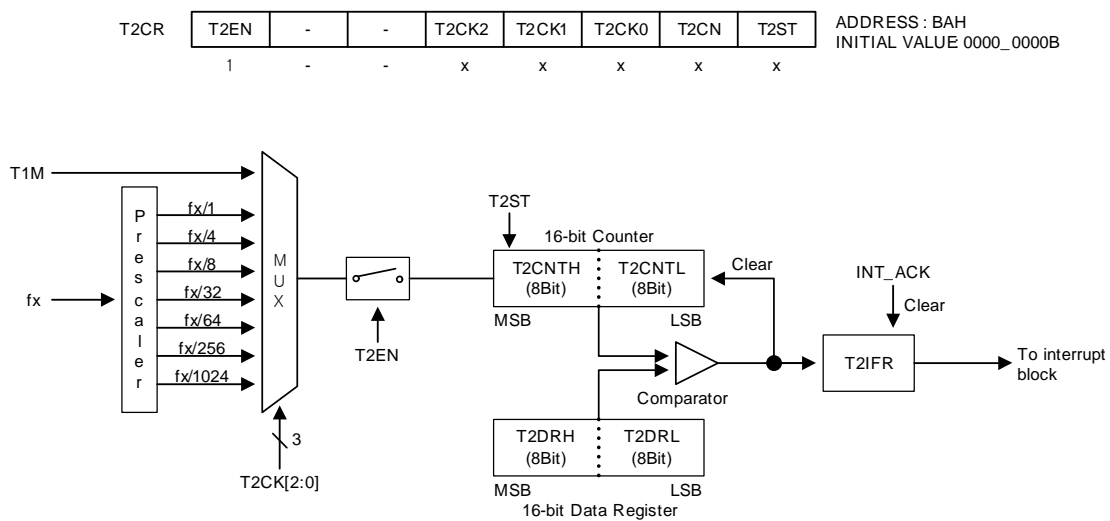 T2CR T2EN - - T2CK2 T2CK1 T2CK0 T2CN T2ST
ADDRESS : BAH
INITIAL VALUE: 0000_0000B
1 - - x x x x x
T1M
Prescaler
fx/1
fx/4
fx/8
fx/32
fx/64
fx/256
fx/1024
fx
MUX
3
T2CK[2:0]
T2EN
T2ST
16-bit Counter
T2CNTH
(8Bit)
T2CNTL
(8Bit)
MSB
LSB
Clear
Comparator
T2DRH
(8Bit)
T2DRL
(8Bit)
MSB
LSB
16-bit Data Register
INT_ACK
Clear
T2IFR
To interrupt
block